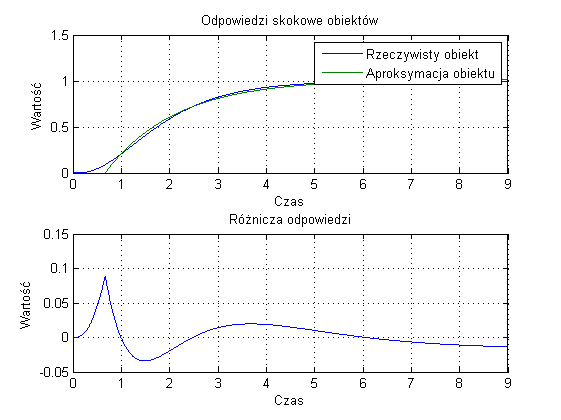 Odpowiedzi skokowe obiektów
1.5
Rzeczywisty obiekt
Aproksymacja obiektu
1
Wartość
0.5
0
0 1 2 3 4 5 6 7 8 9
Czas
Różnica odpowiedzi
0.15
0.1
0.05
Wartość
0
-0.05
0 1 2 3 4 5 6 7 8 9
Czas